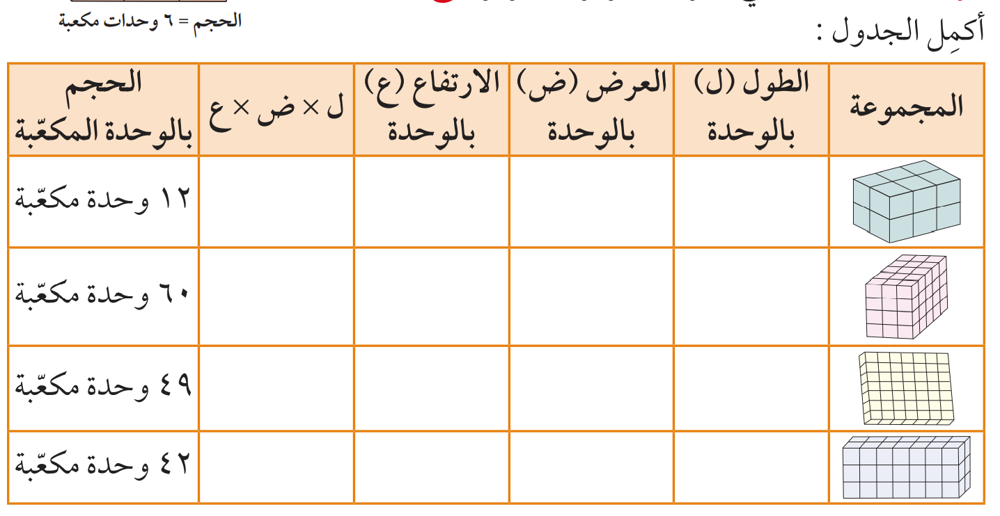 الحجم = ٦ وحدات مكعبة
أكمِل الجدول :
المجموعة
الطول (ل) بالوحدة
العرض (ض) بالوحدة
الارتفاع (ع) بالوحدة
ل × ض × ع
الحجم بالوحدة المكعّبة
١٢ وحدة مكعّبة
٦٠ وحدة مكعّبة
٤٩ وحدة مكعّبة
٤٢ وحدة مكعّبة